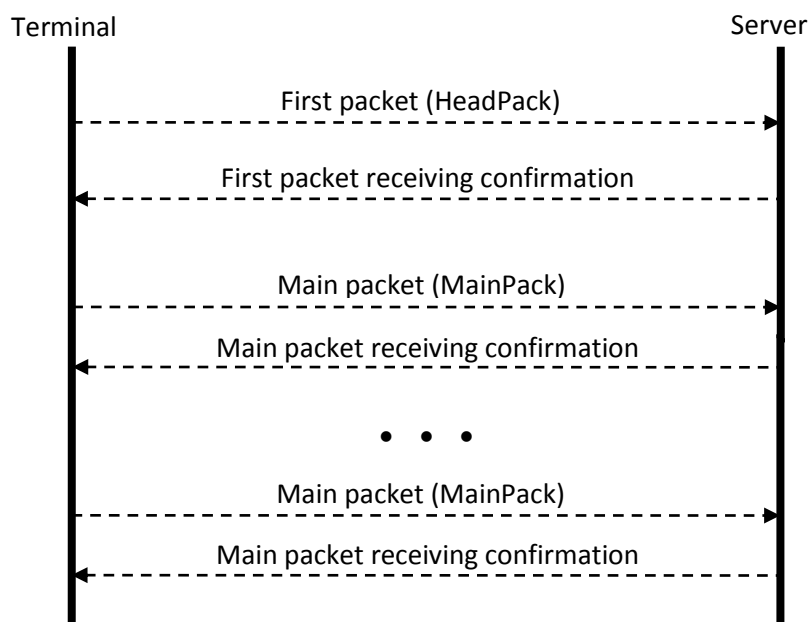 Terminal
Server
First packet (HeadPack)
First packet receiving confirmation
Main packet (MainPack)
Main packet receiving confirmation
• • •
Main packet (MainPack)
Main packet receiving confirmation